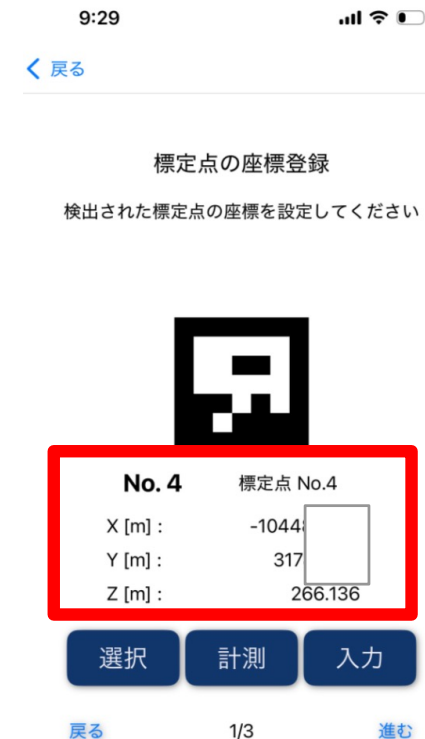 9:29
戻る
標定点の座標登録
検出された標定点の座標を設定してください
No. 4 標定点 No.4
X [m] : -1044
Y [m] : 317
Z [m] : 266.136
選択 計測 入力
戻る 1/3 進む